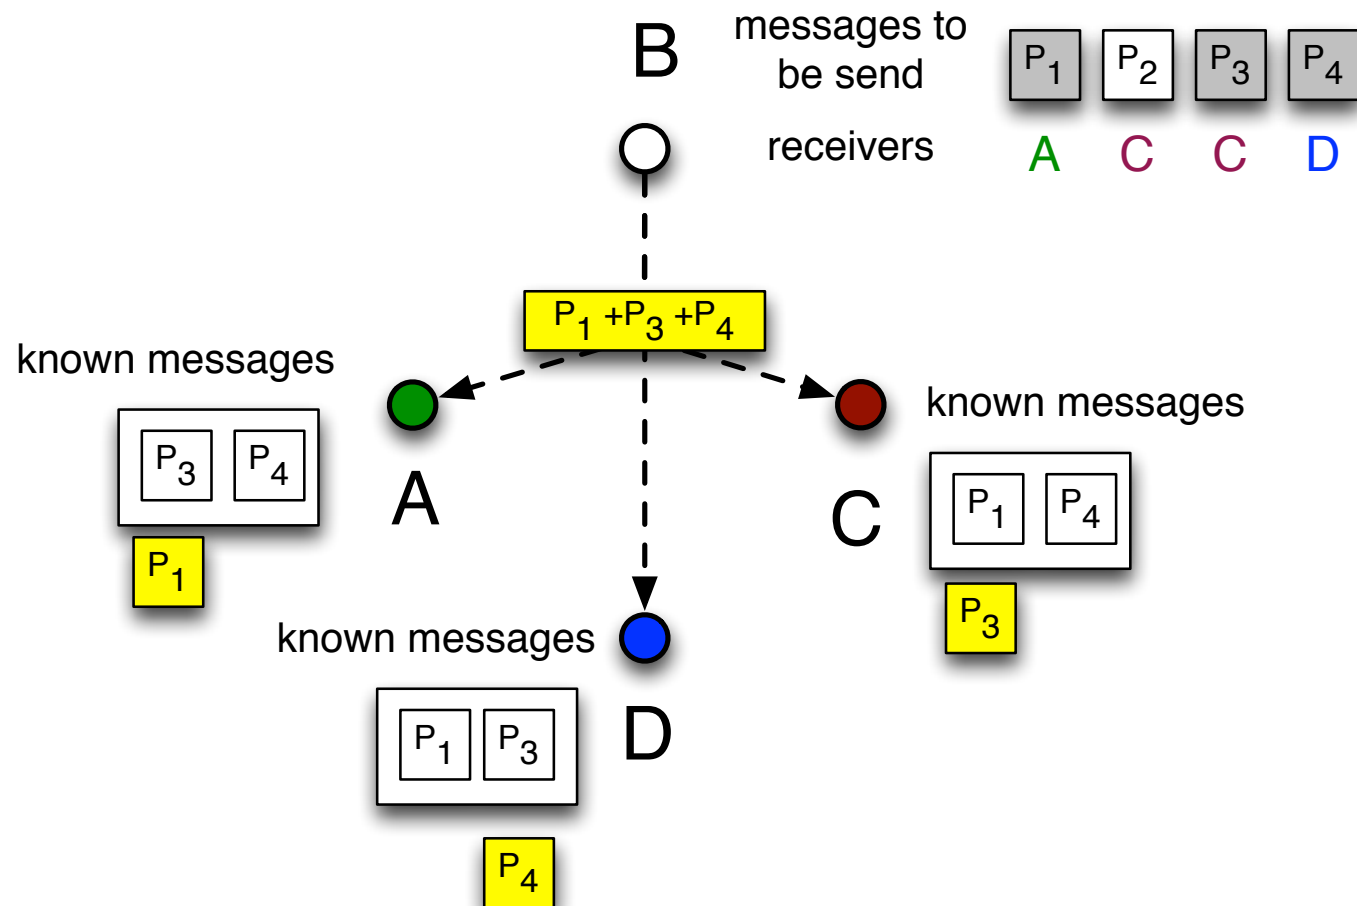 B
messages to
be send
P1 P2 P3 P4
receivers
A C C D
P1 +P3 +P4
known messages
P3 P4
P1
A
known messages
P1 P4
P3
C
known messages
P1 P3
P4
D